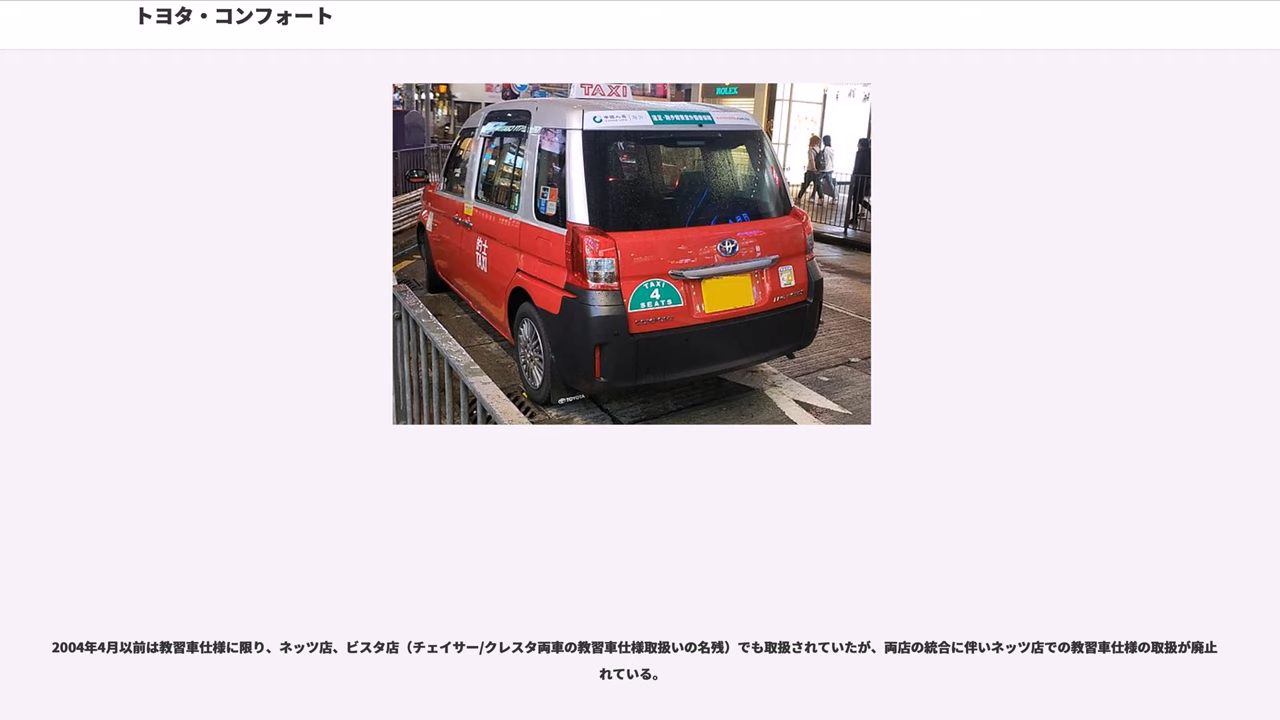 トヨタ・コンフォート
TAXI
ROLEX
的士
TAXI
TAXI
4
SEATS
TOYOTA
2004年4月以前は教習車仕様に限り、ネッツ店、ビスタ店（チェイサー/クレスタ両車の教習車仕様取扱いの名残）でも取扱されていたが、両店の統合に伴いネッツ店での教習車仕様の取扱が廃止
れている。